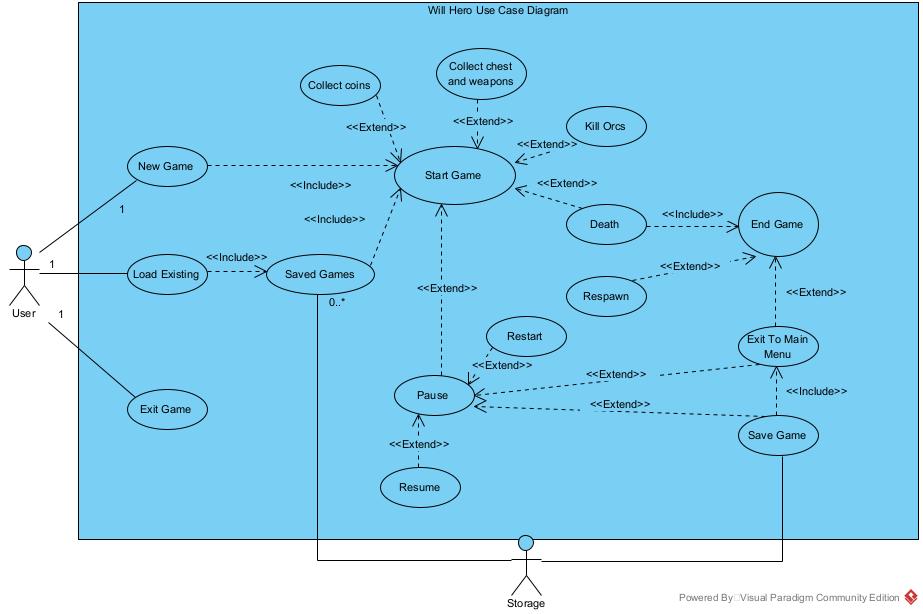 Will Hero Use Case Diagram
Collect chest
and weapons
Collect coins
<<Extend>>
<<Extend>>
Kill Orcs
<<Extend>>
New Game
Start Game
<<Include>>
<<Extend>>
1
<<Include>>
Death
<<Include>>
End Game
<<Include>>
1
Load Existing
Saved Games
<<Extend>>
User
0..*
<<Extend>>
Respawn
<<Extend>>
1
Restart
Exit To Main
Menu
<<Extend>>
<<Extend>>
Pause
<<Extend>>
<<Include>>
Exit Game
Save Game
<<Extend>>
Resume
Storage
Powered By Visual Paradigm Community Edition